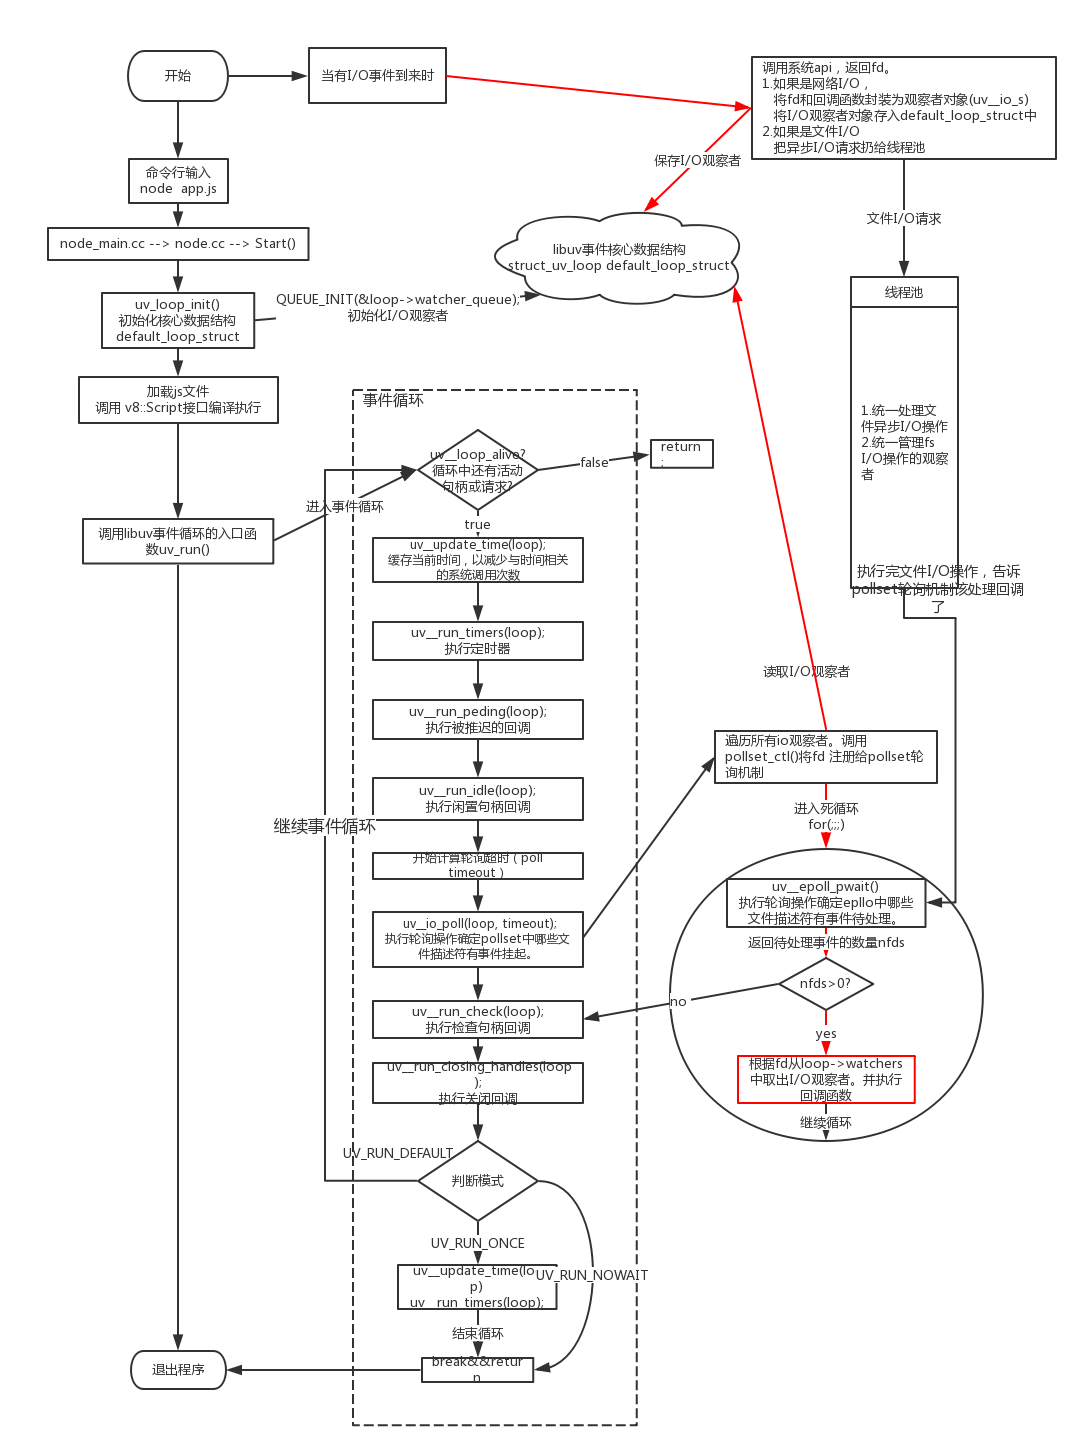 开始
当有I/O事件到来时
调用系统api，返回fd。
1.如果是网络I/O，
将fd和回调函数封装为观察者对象(uv__io_s)
将I/O观察者对象存入default_loop_struct中
2.如果是文件I/O
把异步I/O请求扔给线程池
保存I/O观察者
命令行输入
node  app.js
文件I/O请求
node_main.cc --> node.cc --> Start()
libuv事件核心数据结构
struct_uv_loop default_loop_struct
线程池
uv_loop_init()
初始化核心数据结构
default_loop_struct
QUEUE_INIT(&loop->watcher_queue);
初始化I/O观察者
加载js文件
调用 v8::Script接口编译执行
事件循环
1.统一处理文
件异步I/O操作
2.统一管理fs
I/O操作的观察
者
uv__loop_alive?
循环中还有活动
句柄或请求?
false
return
;
进入事件循环
true
调用libuv事件循环的入口函
数uv_run()
uv__update_time(loop);
缓存当前时间，以减少与时间相关
的系统调用次数
执行完文件I/O操作，告诉
pollset轮询机制该处理回调
了
uv__run_timers(loop);
执行定时器
读取I/O观察者
uv__run_peding(loop);
执行被推迟的回调
遍历所有io观察者。调用
pollset_ctl()将fd 注册给pollset轮
询机制
uv__run_idle(loop);
执行闲置句柄回调
进入死循环
for(;;;)
继续事件循环
开始计算轮询超时（poll
timeout）
uv__epoll_pwait()
执行轮询操作确定epllo中哪些
文件描述符有事件待处理。
uv_io_poll(loop, timeout);
执行轮询操作确定pollset中哪些文
件描述符有事件挂起。
返回待处理事件的数量nfds
nfds>0?
no
uv__run_check(loop);
执行检查句柄回调
yes
uv__run_closing_handles(loop
);
执行关闭回调
根据fd从loop->watchers
中取出I/O观察者。并执行
回调函数
继续循环
UV_RUN_DEFAULT
判断模式
UV_RUN_ONCE
uv__update_time(loo
p)
uv__run_timers(loop);
UV_RUN_NOWAIT
结束循环
break&&retur
n
退出程序